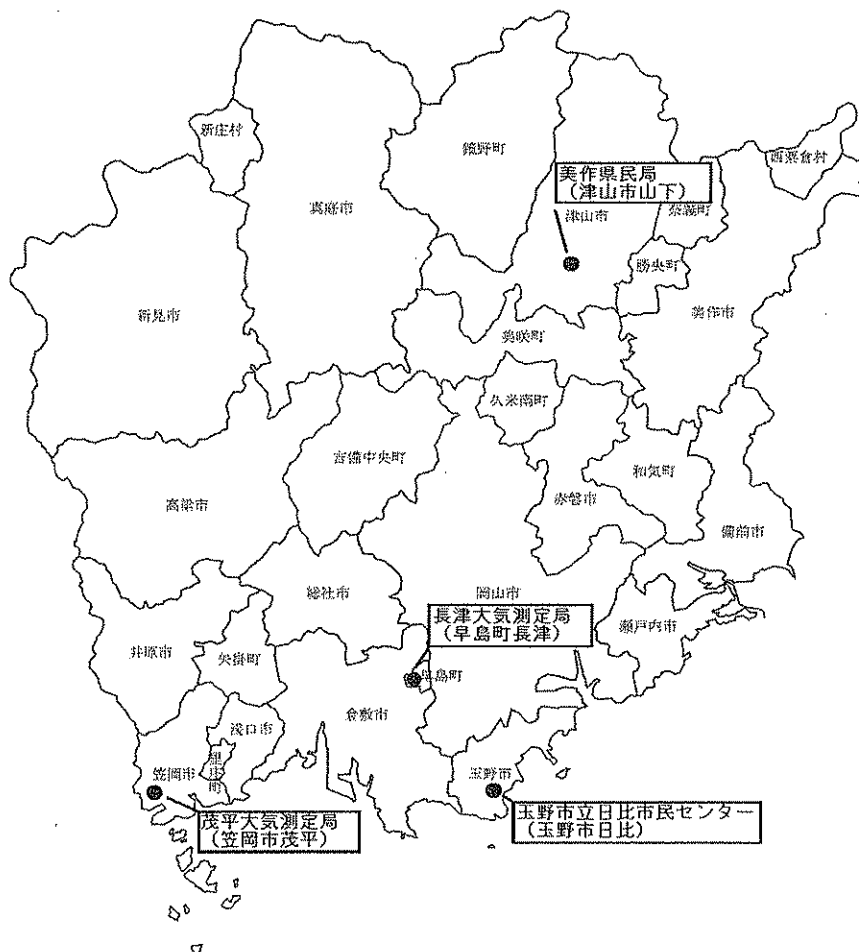 新庄村
鏡野町
西粟倉村
真庭市
美作県民局
（津山市山下）
奈義町
津山市
勝央町
新見市
美作市
美咲町
久米南町
吉備中央町
和気町
赤磐市
高梁市
備前市
総社市
岡山市
長津大気測定局
（早島町長津）
瀬戸内市
井原市
矢掛町
早島町
倉敷市
浅口市
里庄町
笠岡市
玉野市
茂平大気測定局
（笠岡市茂平）
玉野市立日比市民センター
（玉野市日比）